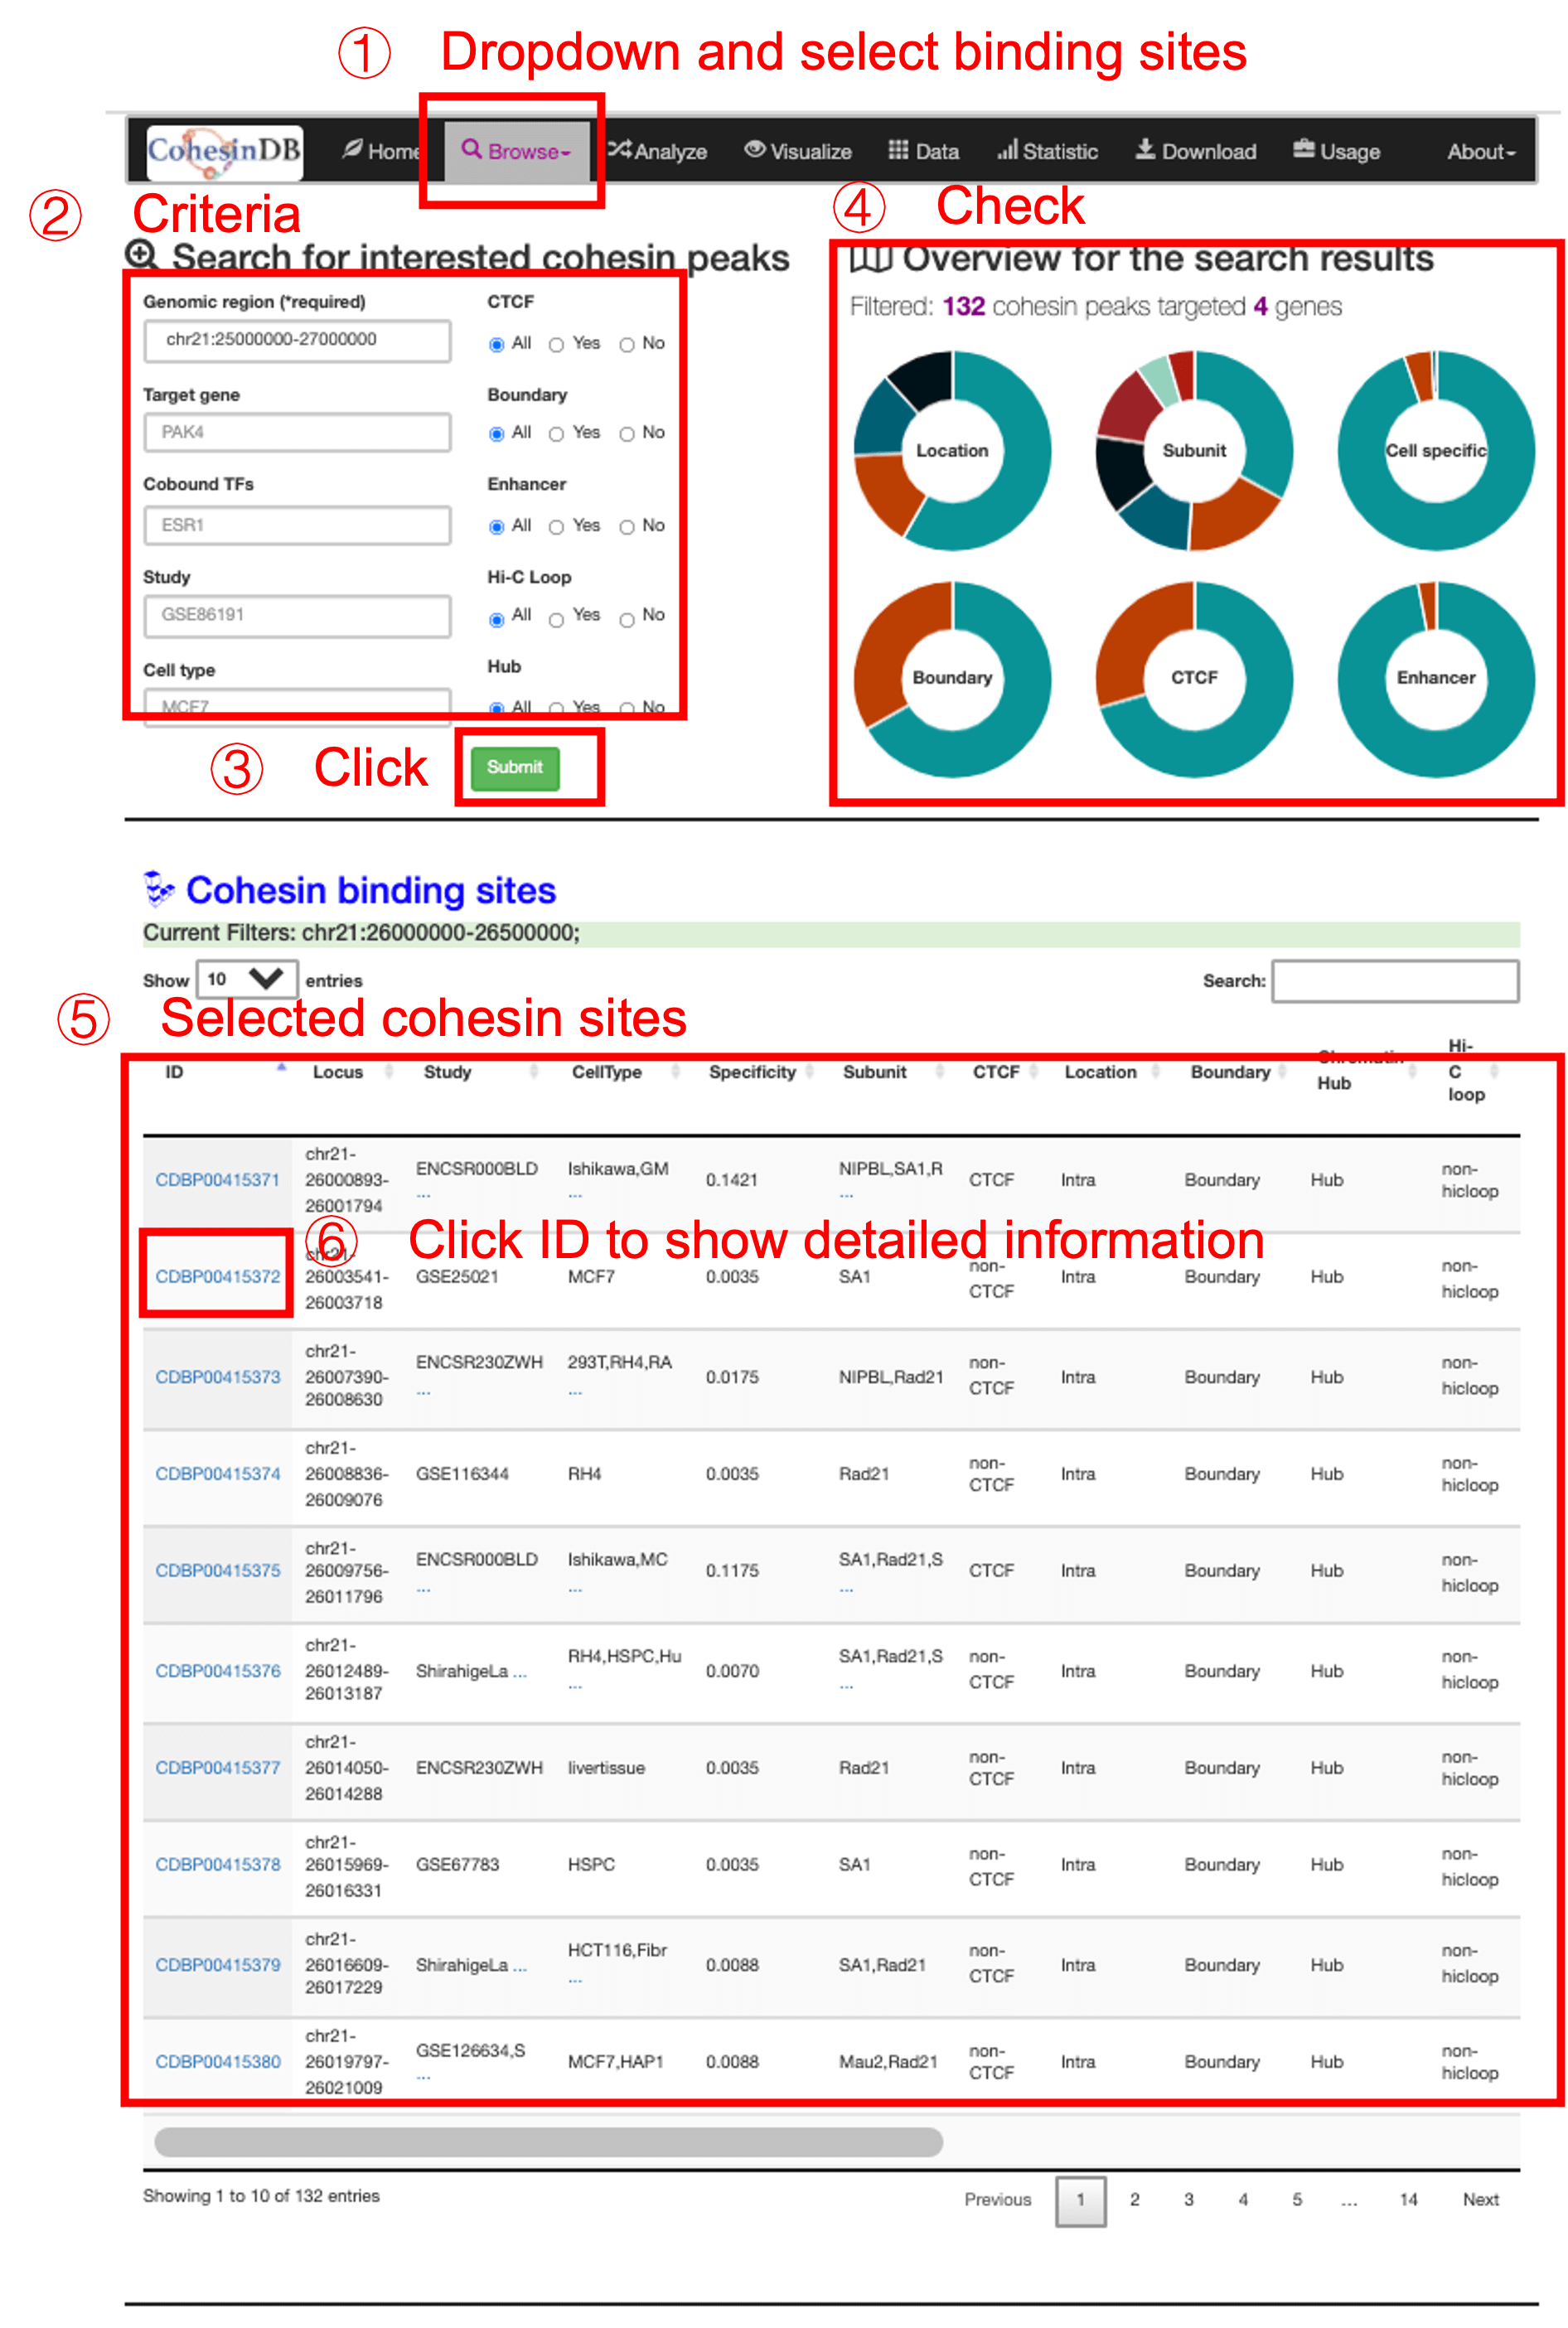 ① Dropdown and select binding sites
CohesinDB Home Browse Analyze Visualize Data Statistic Download Usage About
② Criteria
④ Check
Search for interested cohesin peaks
Overview for the search results
Genomic region (*required) CTCF
chr21:25000000-27000000 All Yes No
Target gene Boundary
PAK4 All Yes No
Cobound TFs Enhancer
ESR1 All Yes No
Study Hi-C Loop
GSE86191 All Yes No
Cell type Hub
MCF7 All Yes No
③ Click Submit
Filtered: 132 cohesin peaks targeted 4 genes
Location Subunit Cell specific
Boundary CTCF Enhancer
Cohesin binding sites
Current Filters: chr21:26000000-26500000;
Show 10 entries Search:
⑤ Selected cohesin sites
ID Locus Study CellType Specificity Subunit CTCF Location Boundary Chromatin Hub Hi-C loop
CDBP00415371 chr21-26000893-26001794 ENCSR000BLD ... Ishikawa,GM ... 0.1421 NIPBL,SA1,R ... CTCF Intra Boundary Hub non-hicloop
⑥ Click ID to show detailed information
CDBP00415372 chr21-26003541-26003718 GSE25021 MCF7 0.0035 SA1 non-CTCF Intra Boundary Hub non-hicloop
CDBP00415373 chr21-26007390-26008630 ENCSR230ZWH ... 293T,RH4,RA ... 0.0175 NIPBL,Rad21 non-CTCF Intra Boundary Hub non-hicloop
CDBP00415374 chr21-26008836-26009076 GSE116344 RH4 0.0035 Rad21 non-CTCF Intra Boundary Hub non-hicloop
CDBP00415375 chr21-26009756-26011796 ENCSR000BLD ... Ishikawa,MC ... 0.1175 SA1,Rad21,S ... CTCF Intra Boundary Hub non-hicloop
CDBP00415376 chr21-26012489-26013187 ShirahigeLa ... RH4,HSPC,Hu ... 0.0070 SA1,Rad21,S ... non-CTCF Intra Boundary Hub non-hicloop
CDBP00415377 chr21-26014050-26014288 ENCSR230ZWH livertissue 0.0035 Rad21 non-CTCF Intra Boundary Hub non-hicloop
CDBP00415378 chr21-26015969-26016331 GSE67783 HSPC 0.0035 SA1 non-CTCF Intra Boundary Hub non-hicloop
CDBP00415379 chr21-26016609-26017229 ShirahigeLa ... HCT116,Fibr ... 0.0088 SA1,Rad21 non-CTCF Intra Boundary Hub non-hicloop
CDBP00415380 chr21-26019797-26021009 GSE126634,S ... MCF7,HAP1 0.0088 Mau2,Rad21 non-CTCF Intra Boundary Hub non-hicloop
Showing 1 to 10 of 132 entries Previous 1 2 3 4 5 ... 14 Next